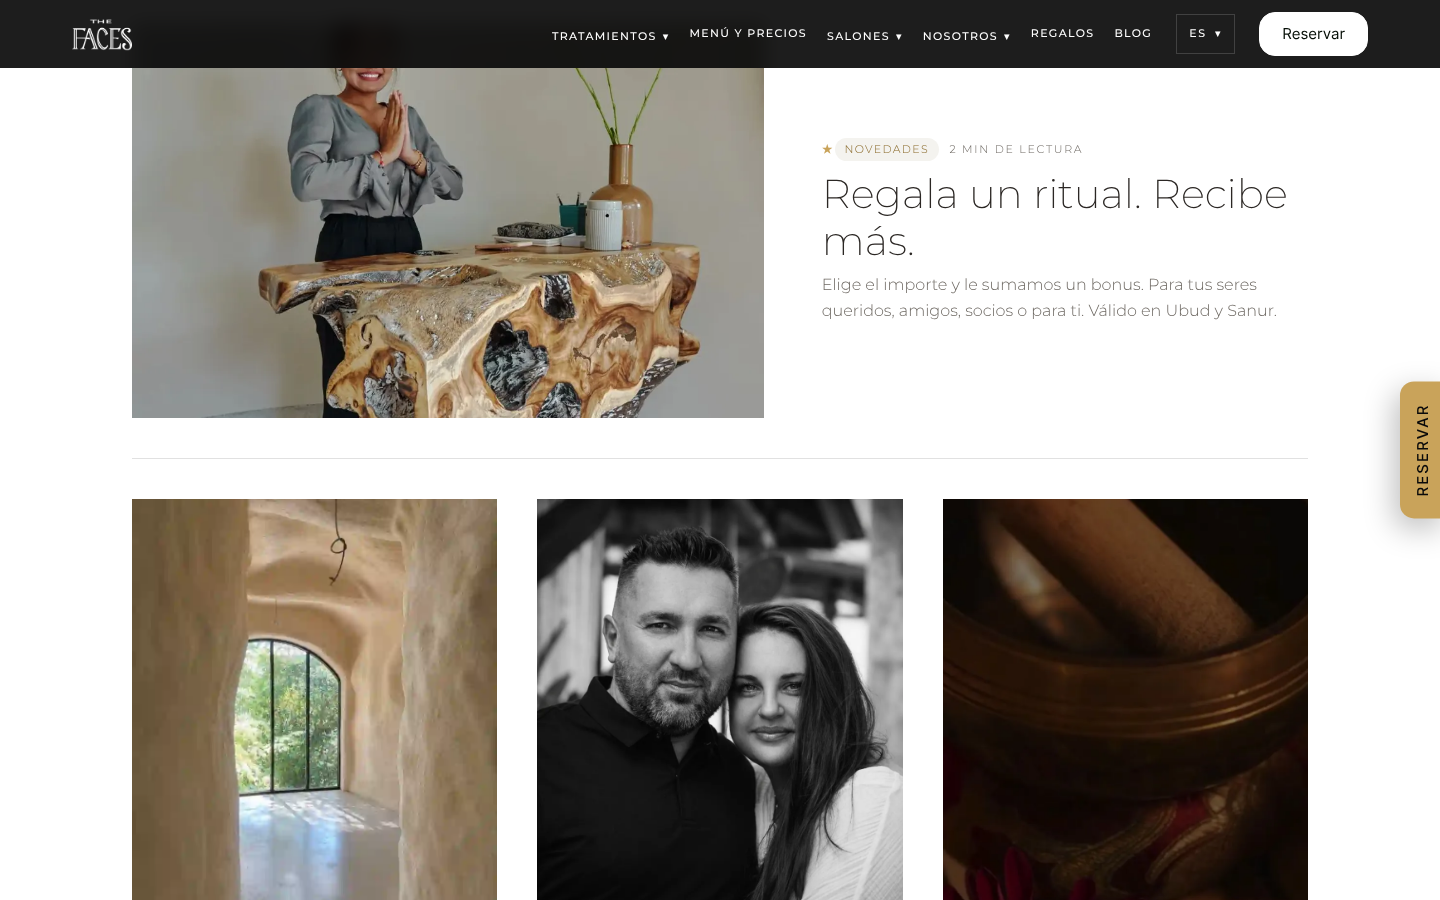 THE
FACES
TRATAMIENTOS ▾
MENÚ Y PRECIOS
SALONES ▾
NOSOTROS ▾
REGALOS
BLOG
ES ▾
Reservar
★ NOVEDADES
2 MIN DE LECTURA
Regala un ritual. Recibe
más.
Elige el importe y le sumamos un bonus. Para tus seres
queridos, amigos, socios o para ti. Válido en Ubud y Sanur.
RESERVAR